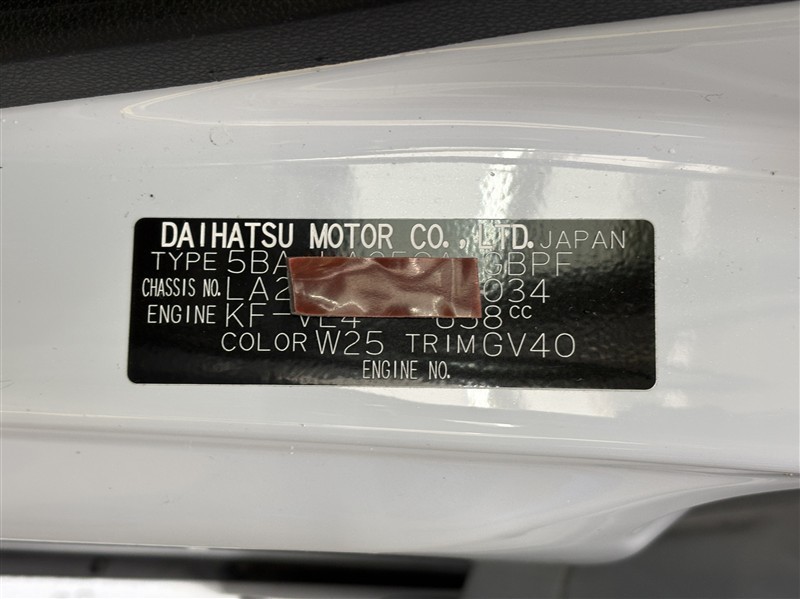 DAIHATSU MOTOR CO., LTD. JAPAN
TYPE 5BA GBPF
CHASSIS NO. LA2 034
ENGINE KF-VE4 658cc
COLOR W25 TRIM GV40
ENGINE NO.